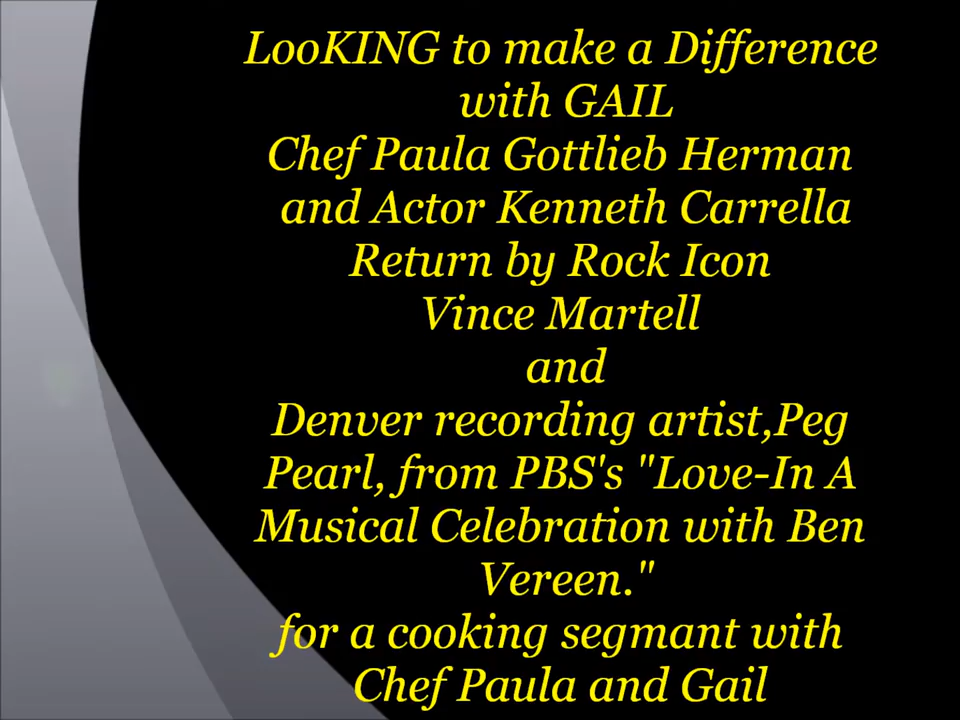 LooKING to make a Difference
with GAIL
Chef Paula Gottlieb Herman
and Actor Kenneth Carrella
Return by Rock Icon
Vince Martell
and
Denver recording artist,Peg
Pearl, from PBS's "Love-In A
Musical Celebration with Ben
Vereen."
for a cooking segmant with
Chef Paula and Gail